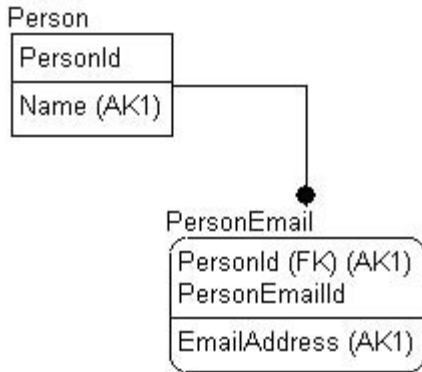 Person
PersonId
Name (AK1)
PersonEmail
PersonId (FK) (AK1)
PersonEmailId
EmailAddress (AK1)